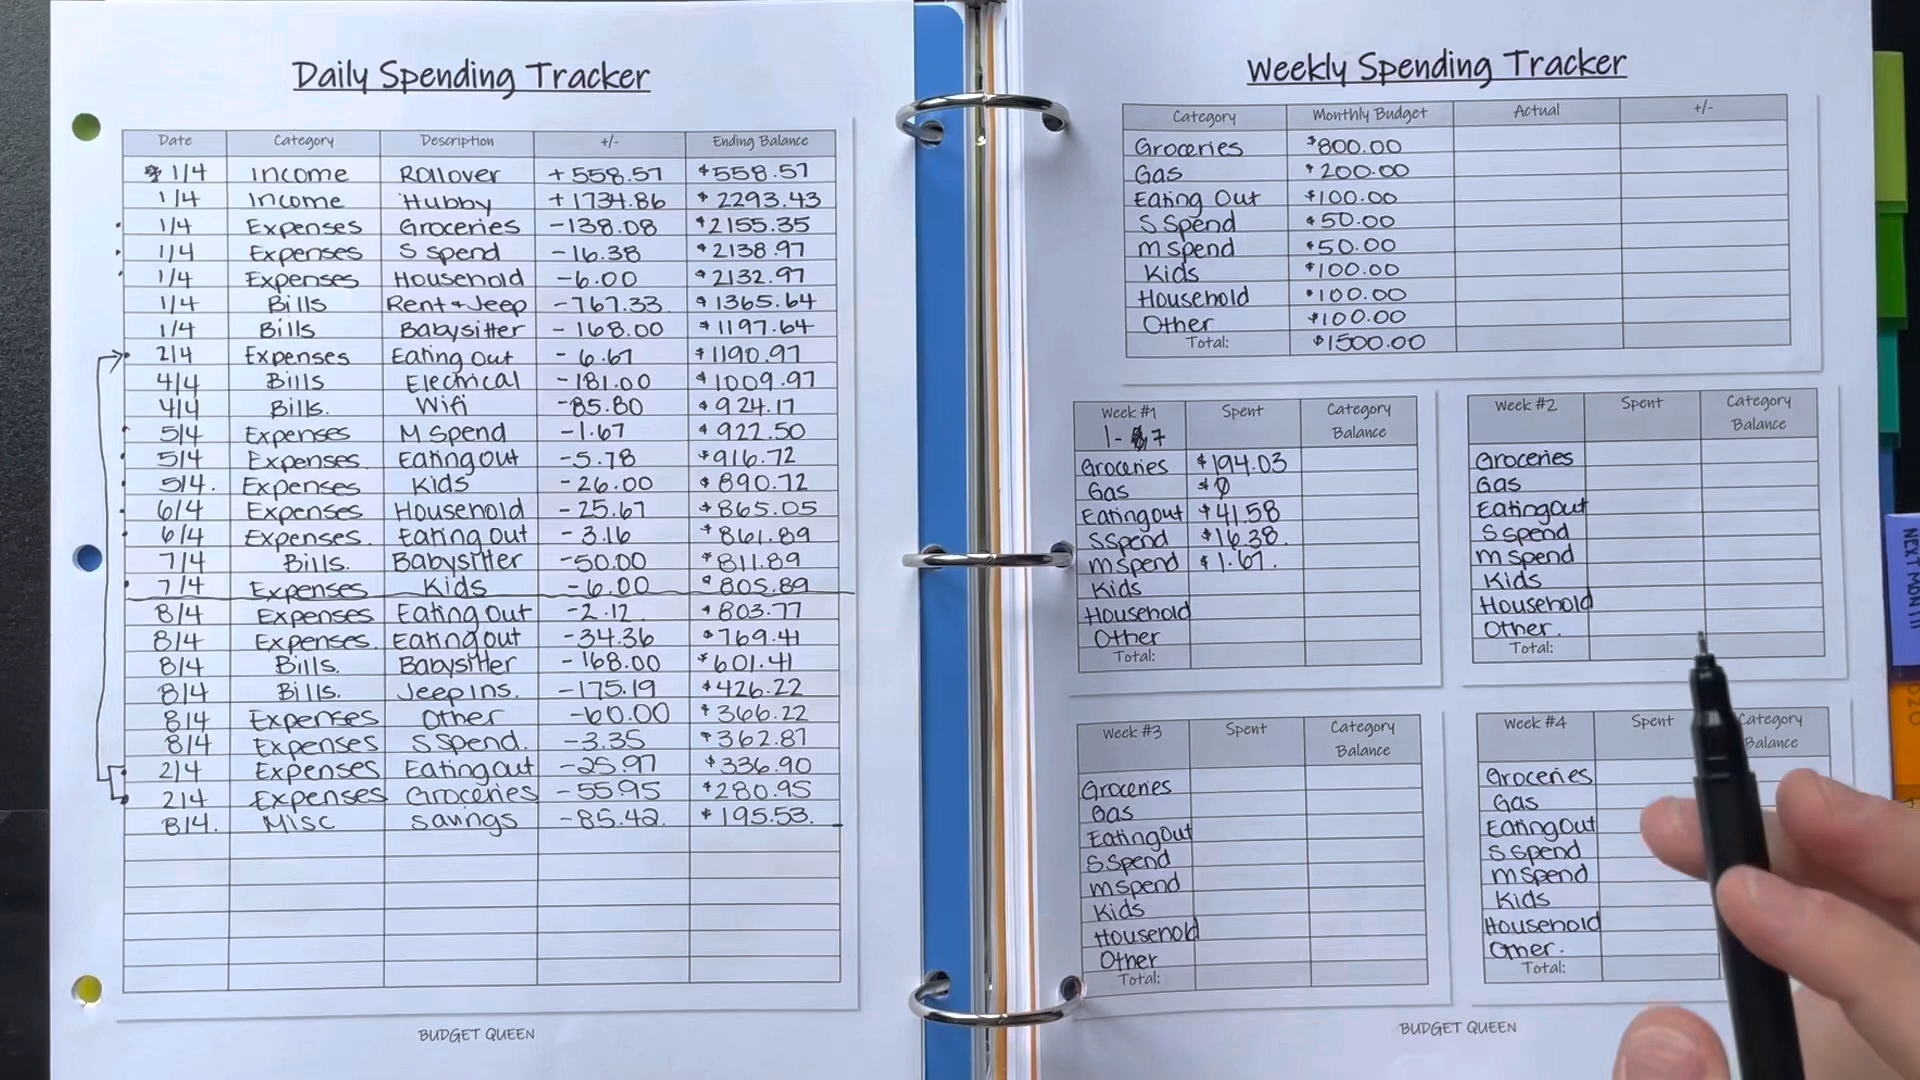 Daily Spending Tracker
Date Category Description +/- Ending Balance
1/4 Income Rollover +558.57 $558.57
1/4 Income Hubby +1734.86 $2293.43
1/4 Expenses Groceries -138.08 $2155.35
1/4 Expenses S spend -16.38 $2138.97
1/4 Expenses Household -6.00 $2132.97
1/4 Bills Rent+Jeep -767.33 $1365.64
1/4 Bills Babysitter -168.00 $1197.64
2/4 Expenses Eating out -6.67 $1190.97
4/4 Bills Electrical -181.00 $1009.97
4/4 Bills. Wifi -85.80 $924.17
5/4 Expenses M Spend -1.67 $922.50
5/4 Expenses Eating out -5.78 $916.72
5/4. Expenses Kids -26.00 $890.72
6/4 Expenses Household -25.67 $865.05
6/4 Expenses. Eating out -3.16 $861.89
7/4 Bills. Babysitter -50.00 $811.89
7/4 Expenses Kids -6.00 $805.89
8/4 Expenses Eating out -2.12 $803.77
8/4 Expenses. Eating out -34.36 $769.41
8/4 Bills. Babysitter -168.00 $601.41
8/4 Bills. Jeep Ins. -175.19 $426.22
8/4 Expenses Other -60.00 $366.22
8/4 Expenses S Spend. -3.35 $362.87
2/4 Expenses Eating out -25.97 $336.90
2/4 Expenses Groceries -55.95 $280.95
8/4. Misc savings -85.42. $195.53.
BUDGET QUEEN
Weekly Spending Tracker
Category Monthly Budget Actual +/-
Groceries $800.00
Gas $200.00
Eating Out $100.00
S Spend $50.00
M Spend $50.00
Kids $100.00
Household $100.00
Other $100.00
Total: $1500.00
Week #1 Spent Category Balance
1-7
Groceries $194.03
Gas $0
Eating out $41.58
S Spend $16.38.
M Spend $1.67.
Kids
Household
Other
Total:
Week #2 Spent Category Balance
Groceries
Gas
Eating out
S Spend
M Spend
Kids
Household
Other.
Total:
Week #3 Spent Category Balance
Groceries
Gas
Eating Out
S Spend
M Spend
Kids
Household
Other
Total:
Week #4 Spent Category Balance
Groceries
Gas
Eating Out
S Spend
M Spend
Kids
Household
Other.
Total:
BUDGET QUEEN